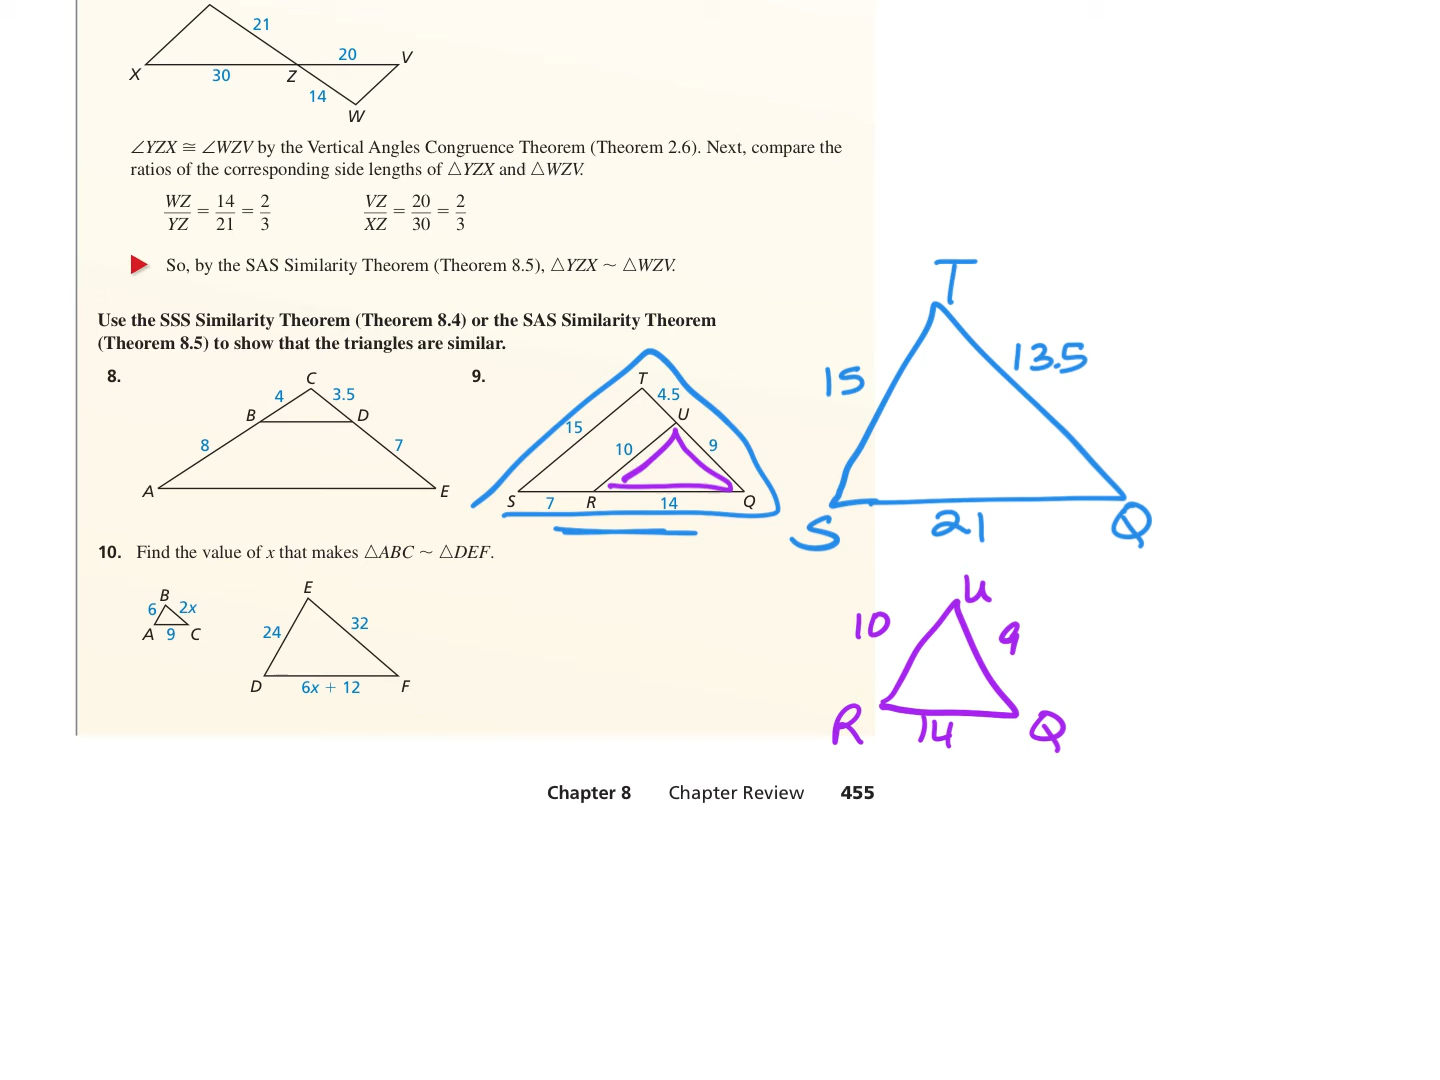 21
20
V
X
30
Z
14
W
∠YZX ≅ ∠WZV by the Vertical Angles Congruence Theorem (Theorem 2.6). Next, compare the
ratios of the corresponding side lengths of △YZX and △WZV.
WZ/YZ = 14/21 = 2/3 VZ/XZ = 20/30 = 2/3
So, by the SAS Similarity Theorem (Theorem 8.5), △YZX ~ △WZV.
Use the SSS Similarity Theorem (Theorem 8.4) or the SAS Similarity Theorem
(Theorem 8.5) to show that the triangles are similar.
8.
C
4
3.5
B
D
8
7
A
E
9.
T
4.5
U
15
10
9
S
7
R
14
Q
T
15
13.5
S
21
Q
10. Find the value of x that makes △ABC ~ △DEF.
B
6
2x
A 9 C
E
24
32
D
6x + 12
F
U
10
9
R
14
Q
Chapter 8 Chapter Review 455